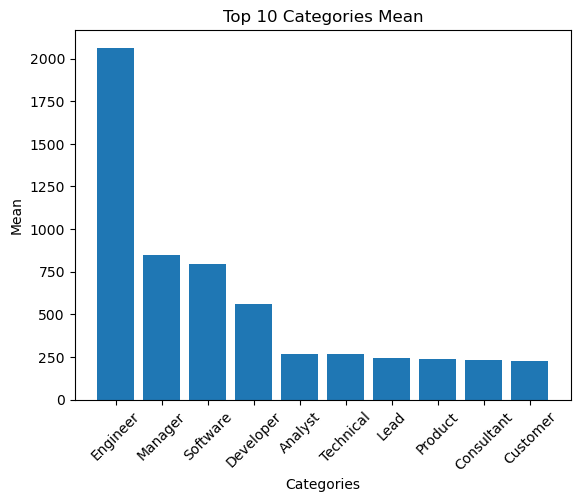 Top 10 Categories Mean
2000
1750
1500
1250
1000
750
500
250
0
Mean
Engineer
Manager
Software
Developer
Analyst
Technical
Lead
Product
Consultant
Customer
Categories